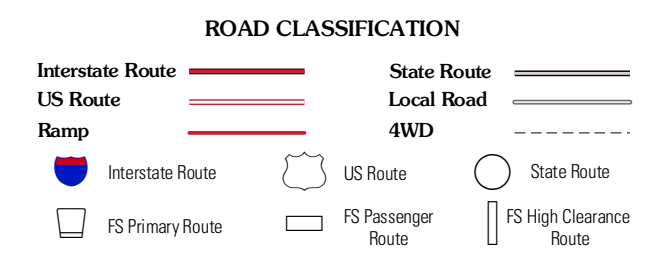 ROAD CLASSIFICATION
Interstate Route
State Route
US Route
Local Road
Ramp
4WD
Interstate Route
US Route
State Route
FS Primary Route
FS Passenger
Route
FS High Clearance
Route